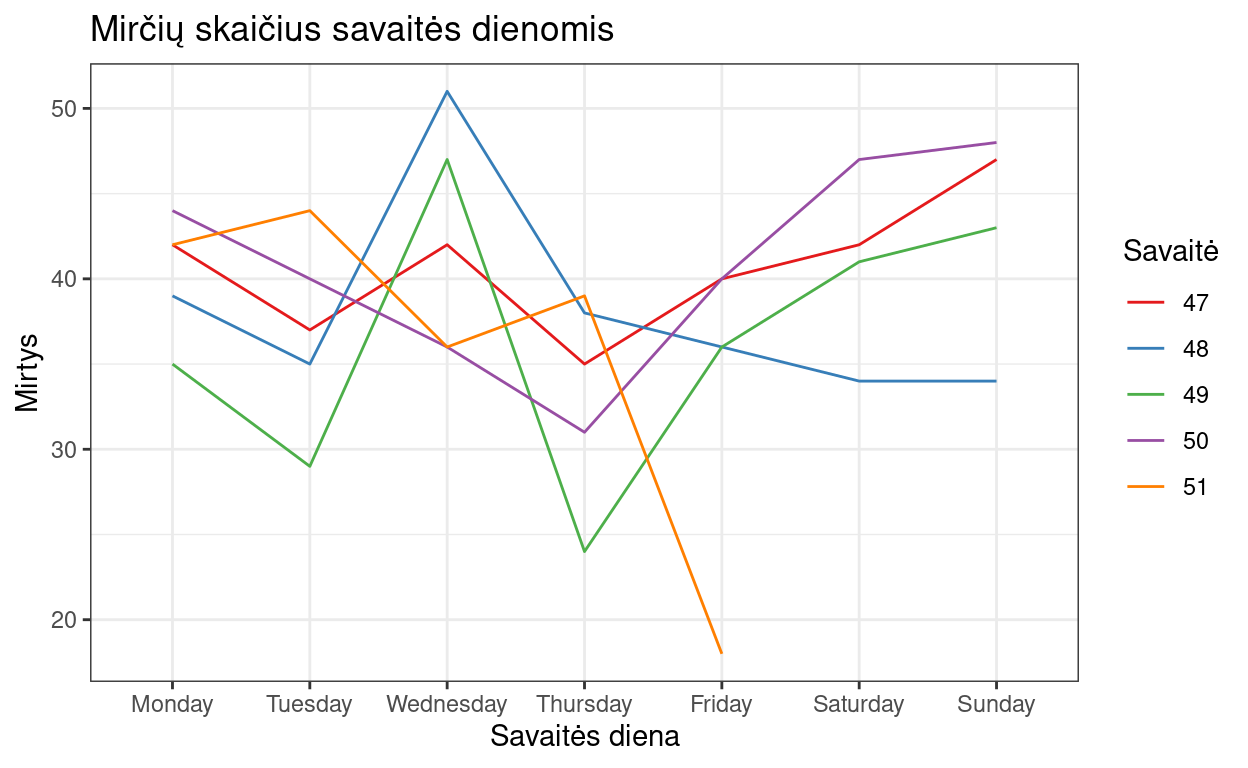 Mirčių skaičius savaitės dienomis
50
40
30
20
Mirtys
Monday Tuesday Wednesday Thursday Friday Saturday Sunday
Savaitės diena
Savaitė
47
48
49
50
51